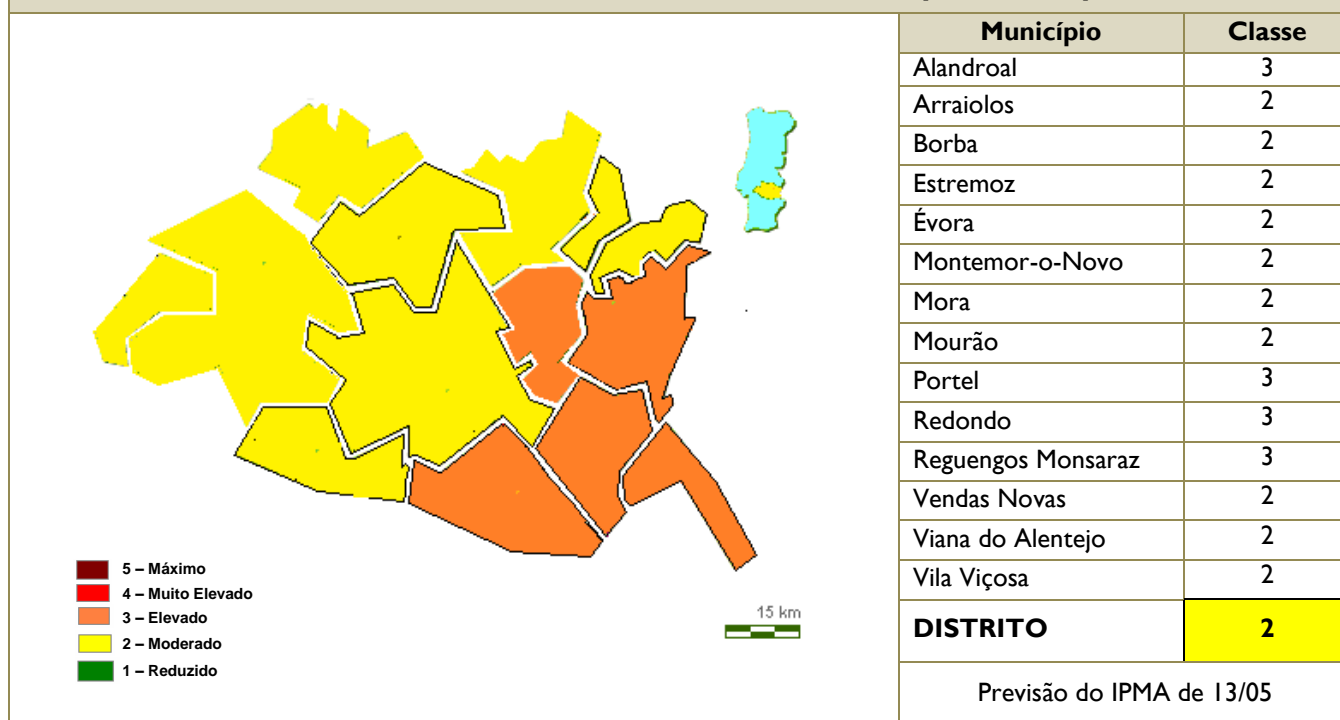 Município Classe
Alandroal 3
Arraiolos 2
Borba 2
Estremoz 2
Évora 2
Montemor-o-Novo 2
Mora 2
Mourão 2
Portel 3
Redondo 3
Reguengos Monsaraz 3
Vendas Novas 2
Viana do Alentejo 2
Vila Viçosa 2
DISTRITO 2
Previsão do IPMA de 13/05
5 – Máximo
4 – Muito Elevado
3 – Elevado
2 – Moderado
1 – Reduzido
15 km